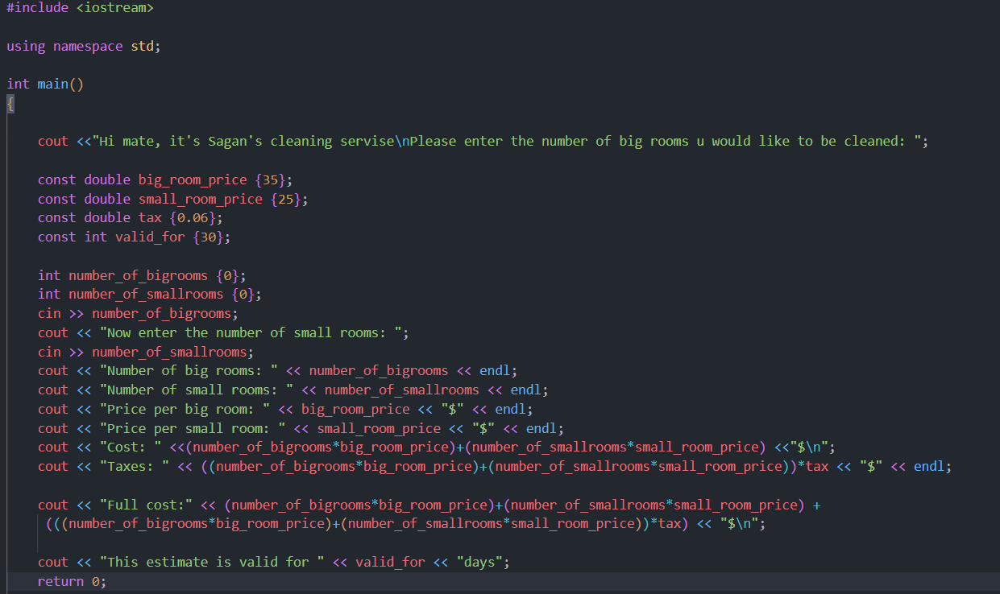 #include <iostream>
using namespace std;
int main()
{
cout <<"Hi mate, it's Sagan's cleaning servise\nPlease enter the number of big rooms u would like to be cleaned: ";
const double big_room_price {35};
const double small_room_price {25};
const double tax {0.06};
const int valid_for {30};
int number_of_bigrooms {0};
int number_of_smallrooms {0};
cin >> number_of_bigrooms;
cout << "Now enter the number of small rooms: ";
cin >> number_of_smallrooms;
cout << "Number of big rooms: " << number_of_bigrooms << endl;
cout << "Number of small rooms: " << number_of_smallrooms << endl;
cout << "Price per big room: " << big_room_price << "$" << endl;
cout << "Price per small room: " << small_room_price << "$" << endl;
cout << "Cost: " <<(number_of_bigrooms*big_room_price)+(number_of_smallrooms*small_room_price) <<"$\n";
cout << "Taxes: " << ((number_of_bigrooms*big_room_price)+(number_of_smallrooms*small_room_price))*tax << "$" << endl;
cout << "Full cost:" << (number_of_bigrooms*big_room_price)+(number_of_smallrooms*small_room_price) +
(((number_of_bigrooms*big_room_price)+(number_of_smallrooms*small_room_price))*tax) << "$\n";
cout << "This estimate is valid for " << valid_for << "days";
return 0;